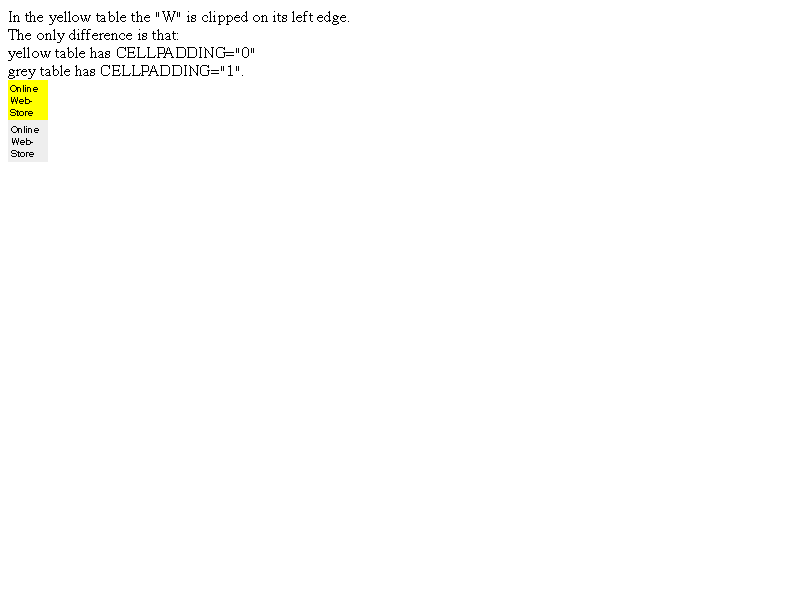 In the yellow table the "W" is clipped on its left edge.
The only difference is that:
yellow table has CELLPADDING="0"
grey table has CELLPADDING="1".
Online
Web-
Store
Online
Web-
Store